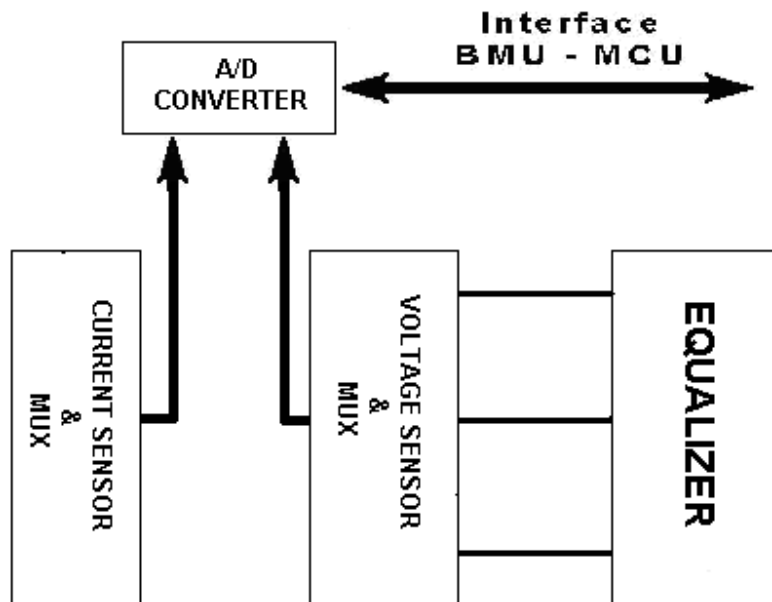 Interface
BMU - MCU
A/D
CONVERTER
CURRENT SENSOR
&
MUX
VOLTAGE SENSOR
&
MUX
EQUALIZER